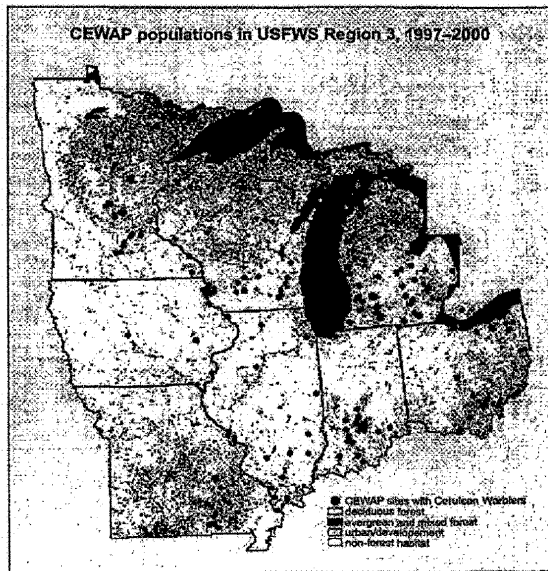 CEWAP populations in USFWS Region 3, 1997–2000
CEWAP sites with Cerulean Warblers
deciduous forest
evergreen and mixed forest
urban/developement
non-forest habitat